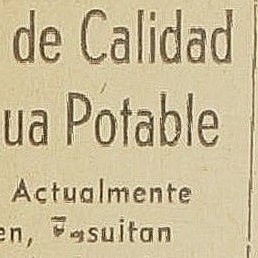 de Calidad
ua Potable
Actualmente
en,